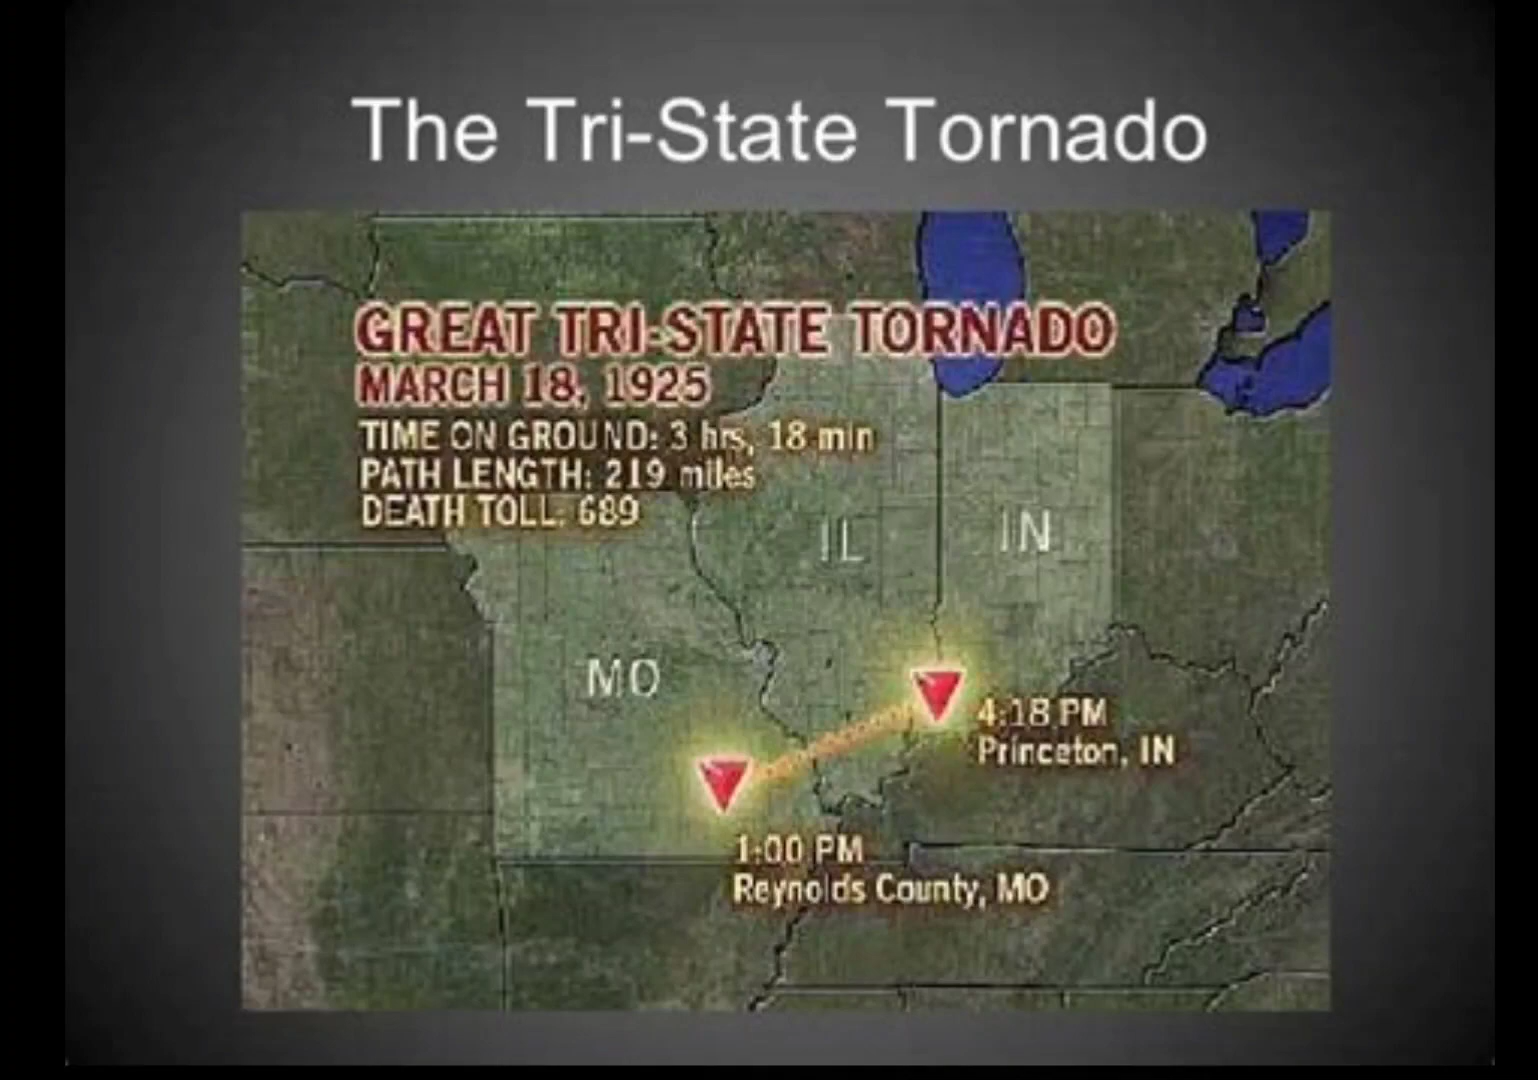 The Tri-State Tornado
GREAT TRI-STATE TORNADO
MARCH 18, 1925
TIME ON GROUND: 3 hrs, 18 min
PATH LENGTH: 219 miles
DEATH TOLL: 689
IL
IN
MO
4:18 PM
Princeton, IN
1:00 PM
Reynolds County, MO